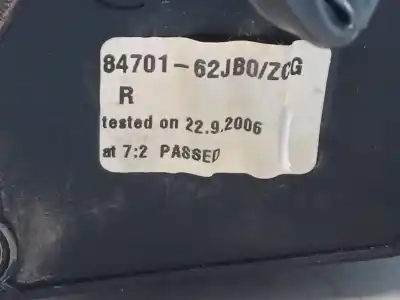 84701-62JB0/ZCG
R
tested on 22.9.2006
at 7:2 PASSED